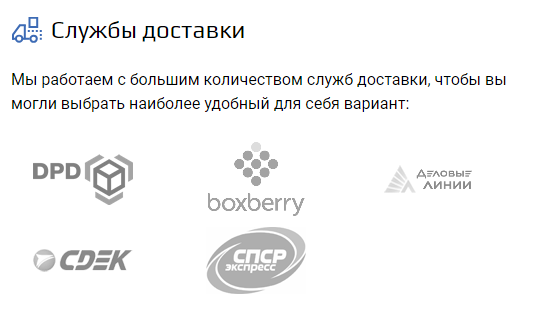 Службы доставки
Мы работаем с большим количеством служб доставки, чтобы вы
могли выбрать наиболее удобный для себя вариант:
DPD
boxberry
Деловые
линии
CDEK
СПСР
ЭКСПРЕСС